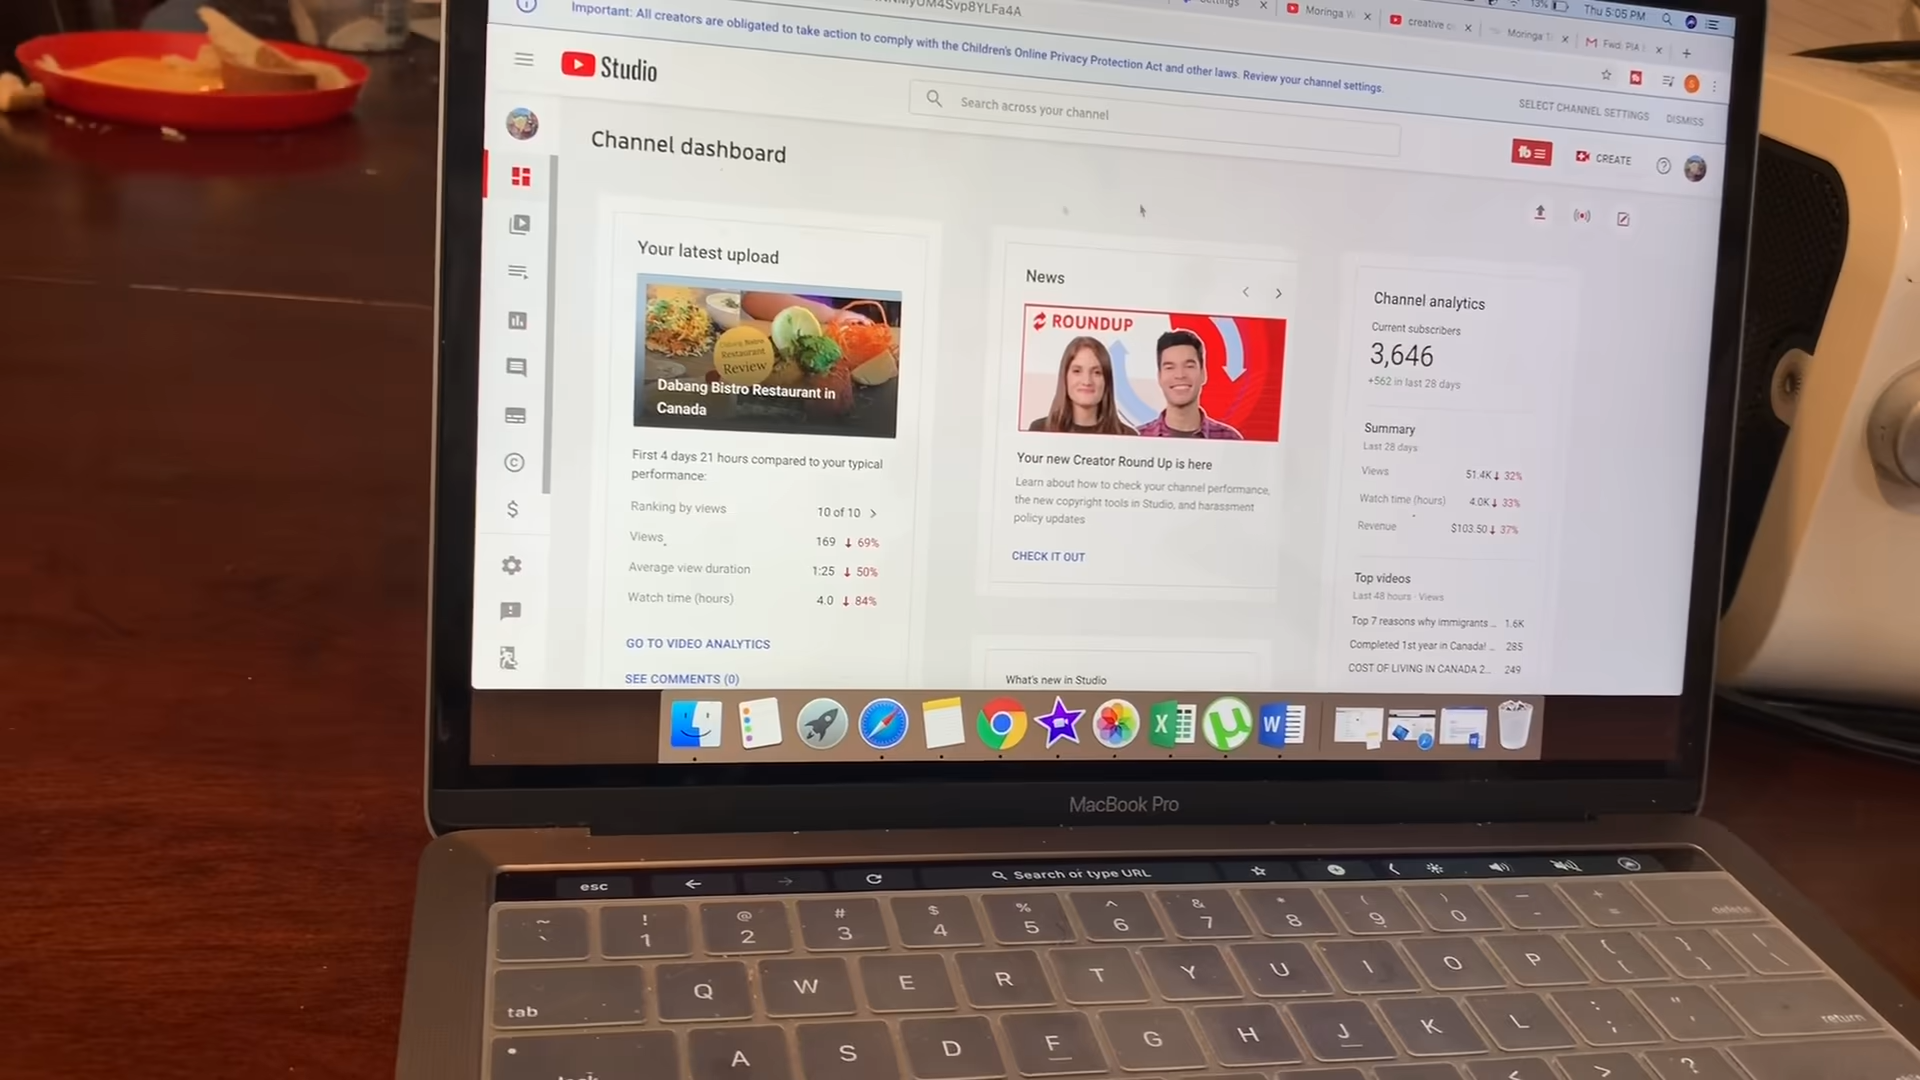 M4Svp8YLFa4A
Settings
Moringa
creative c
Moringa
Fwd: PIA
13%
Thu 5:05 PM
Important: All creators are obligated to take action to comply with the Children's Online Privacy Protection Act and other laws. Review your channel settings.
SELECT CHANNEL SETTINGS
DISMISS
Studio
Search across your channel
CREATE
Channel dashboard
Your latest upload
Restaurant
Review
Dabang Bistro Restaurant in
Canada
First 4 days 21 hours compared to your typical
performance:
Ranking by views 10 of 10
Views 169 ↓ 69%
Average view duration 1:25 ↓ 50%
Watch time (hours) 4.0 ↓ 84%
GO TO VIDEO ANALYTICS
SEE COMMENTS (0)
News
ROUNDUP
Your new Creator Round Up is here
Learn about how to check your channel performance,
the new copyright tools in Studio, and harassment
policy updates
CHECK IT OUT
What's new in Studio
Channel analytics
Current subscribers
3,646
+562 in last 28 days
Summary
Last 28 days
Views 51.4K ↓ 32%
Watch time (hours) 4.0K ↓ 33%
Revenue $103.50 ↓ 37%
Top videos
Last 48 hours · Views
Top 7 reasons why immigrants ... 1.6K
Completed 1st year in Canada! ... 285
COST OF LIVING IN CANADA 2... 249
MacBook Pro
esc
Search or type URL
~ ! @ # $ % ^ & * ( ) _ +
` 1 2 3 4 5 6 7 8 9 0 - = delete
tab Q W E R T Y U I O P { [ } ] | \
A S D F G H J K L : ; " ' return
< > ?